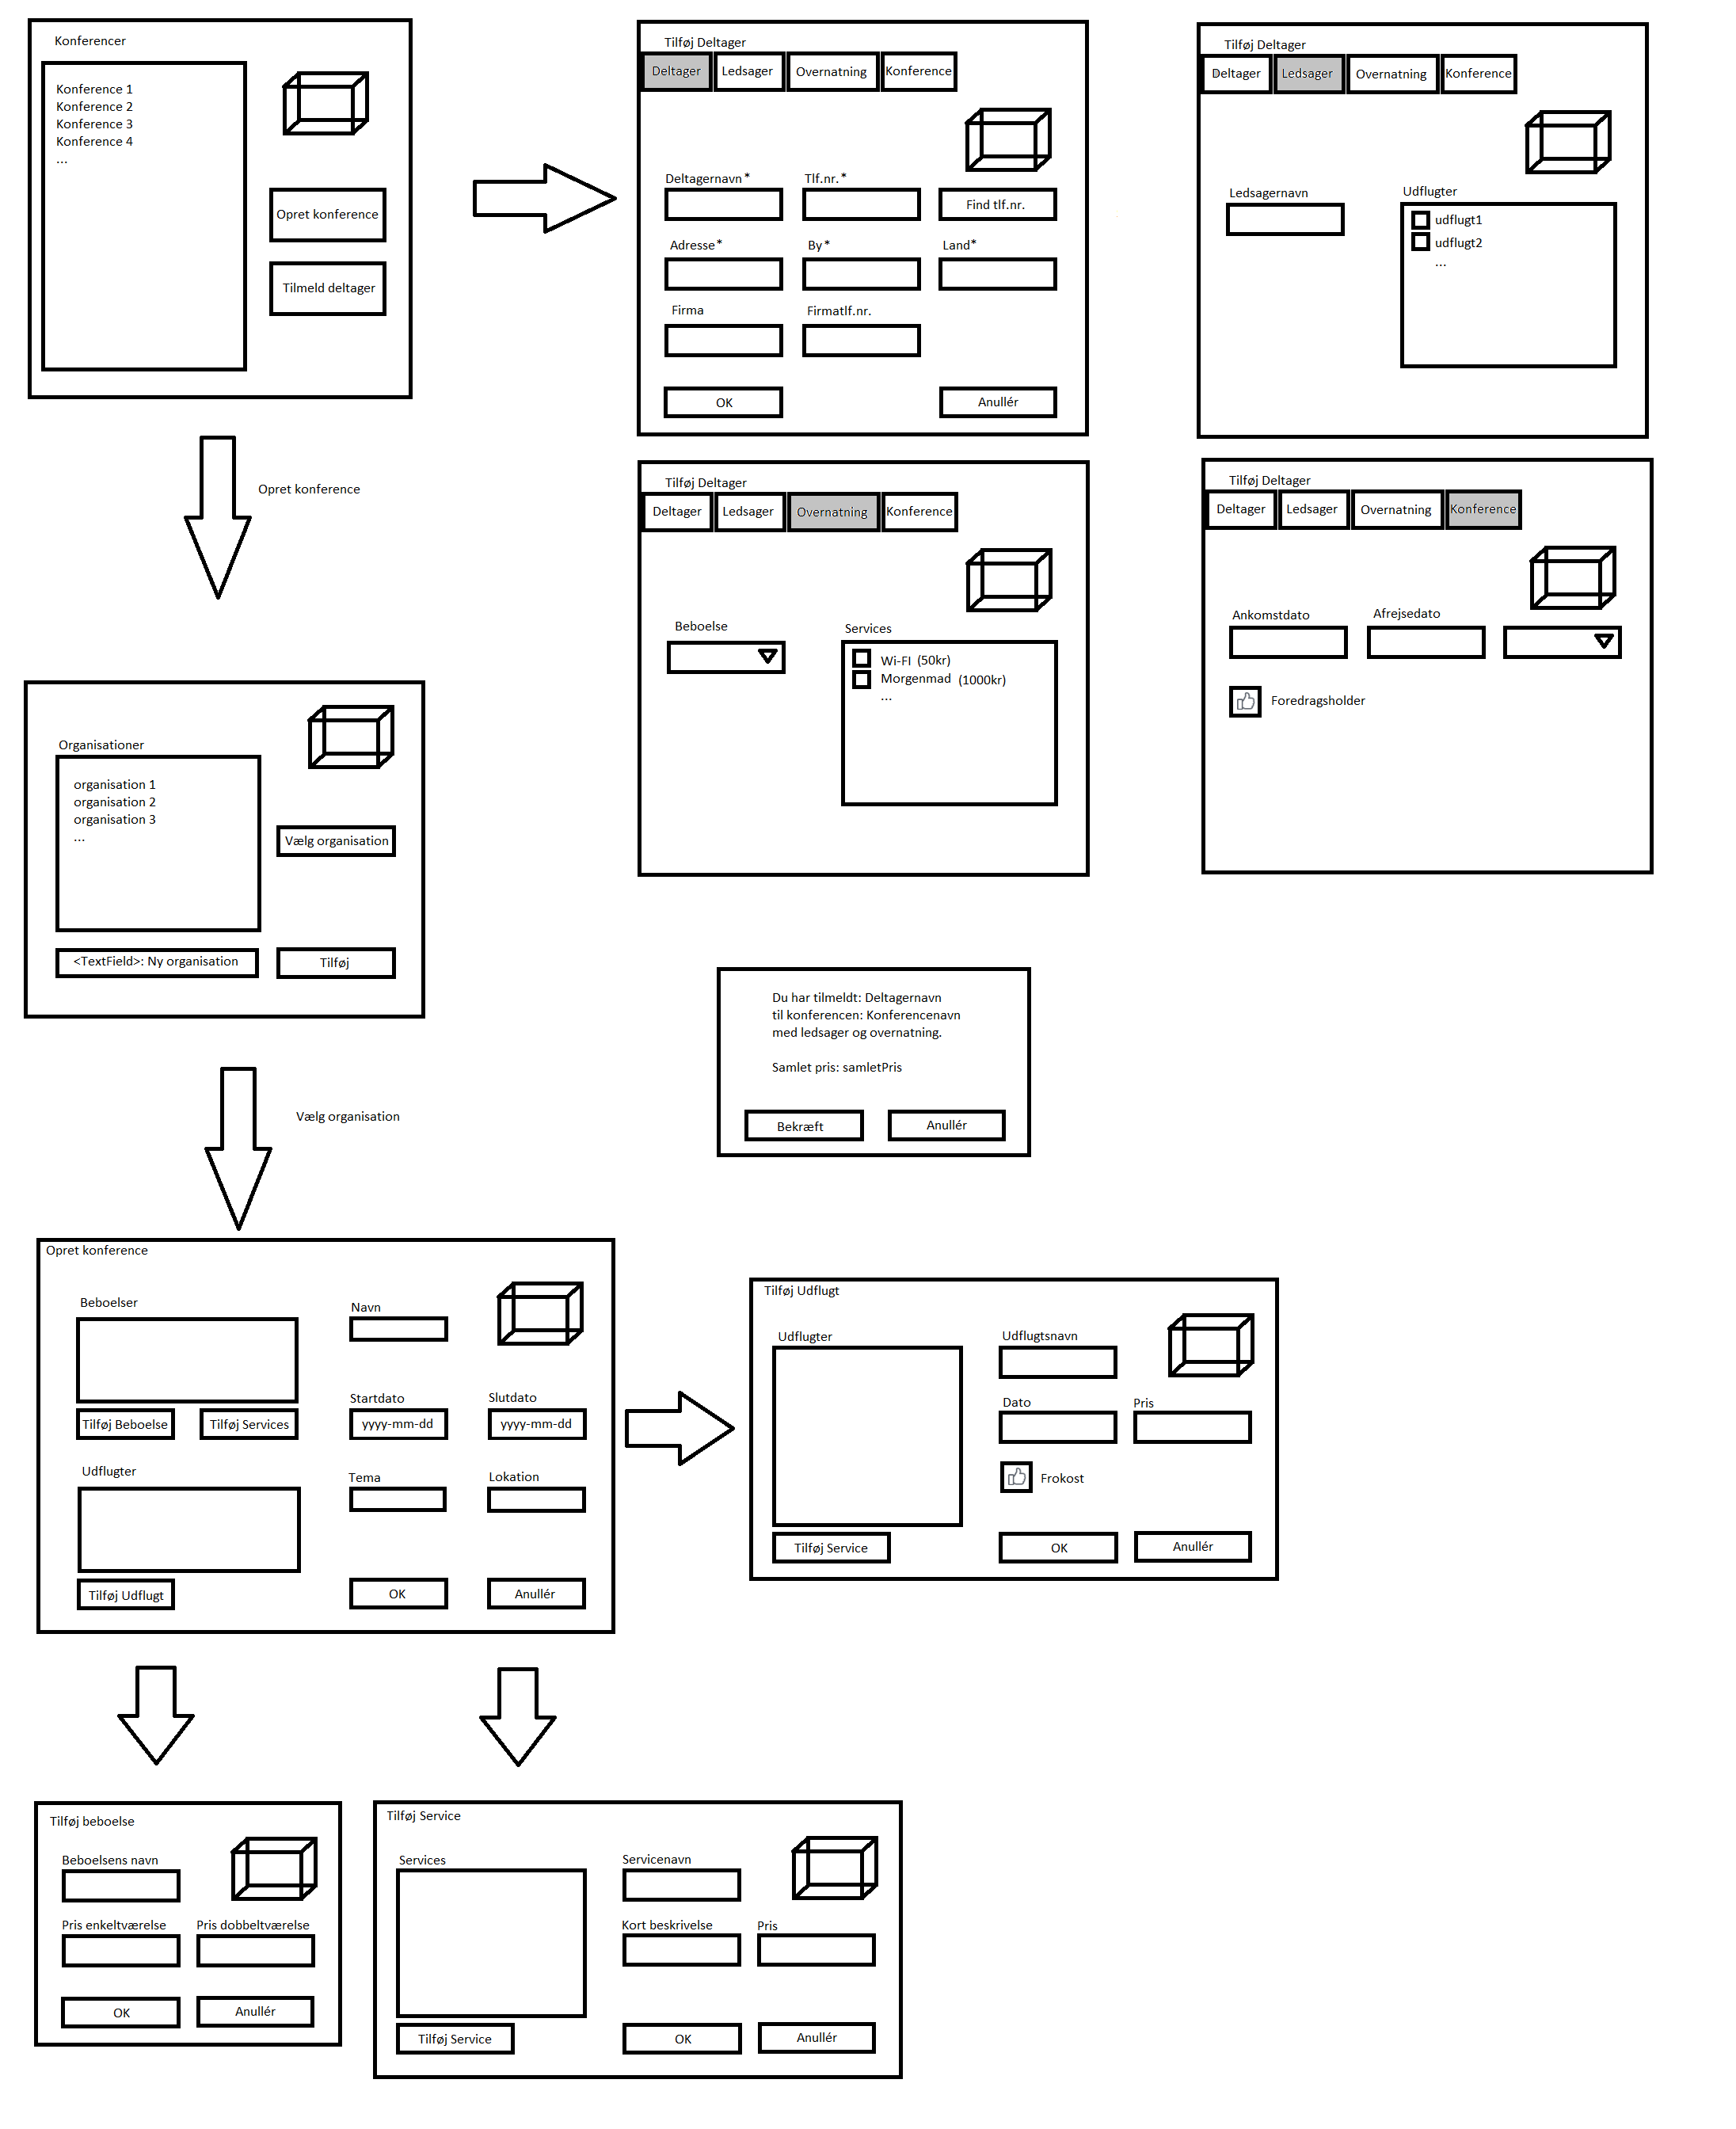 Konferencer
Konference 1
Konference 2
Konference 3
Konference 4
...
Opret konference
Tilmeld deltager
Tilføj Deltager
Deltager Ledsager Overnatning Konference
Deltagernavn* Tlf.nr.*
Find tlf.nr.
Adresse* By* Land*
Firma Firmatlf.nr.
OK Anullér
Tilføj Deltager
Deltager Ledsager Overnatning Konference
Ledsagernavn
Udflugter
udflugt1
udflugt2
...
Opret konference
Tilføj Deltager
Deltager Ledsager Overnatning Konference
Beboelse
Services
Wi-FI (50kr)
Morgenmad (1000kr)
...
Tilføj Deltager
Deltager Ledsager Overnatning Konference
Ankomstdato Afrejsedato
Foredragsholder
Organisationer
organisation 1
organisation 2
organisation 3
...
Vælg organisation
<TextField>: Ny organisation
Tilføj
Du har tilmeldt: Deltagernavn
til konferencen: Konferencenavn
med ledsager og overnatning.
Samlet pris: samletPris
Bekræft Anullér
Vælg organisation
Opret konference
Beboelser
Navn
Startdato Slutdato
yyyy-mm-dd yyyy-mm-dd
Tilføj Beboelse Tilføj Services
Udflugter
Tema Lokation
Tilføj Udflugt
OK Anullér
Tilføj Udflugt
Udflugter
Udflugtsnavn
Dato Pris
Frokost
Tilføj Service
OK Anullér
Tilføj beboelse
Beboelsens navn
Pris enkeltværelse Pris dobbeltværelse
OK Anullér
Tilføj Service
Services
Servicenavn
Kort beskrivelse Pris
Tilføj Service
OK Anullér